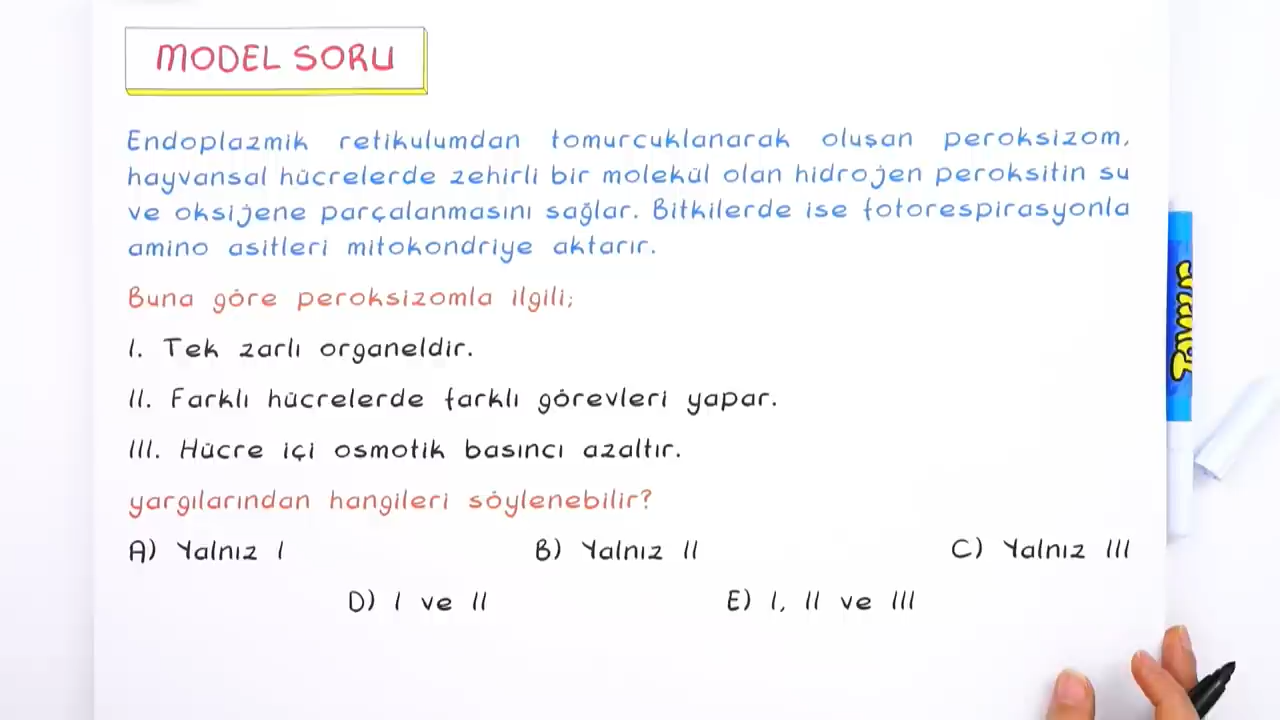 MODEL SORU
Endoplazmik retikulumdan tomurcuklanarak oluşan peroksizom,
hayvansal hücrelerde zehirli bir molekül olan hidrojen peroksitin su
ve oksijene parçalanmasını sağlar. Bitkilerde ise fotorespirasyonla
amino asitleri mitokondriye aktarır.
Buna göre peroksizomla ilgili;
I. Tek zarlı organeldir.
II. Farklı hücrelerde farklı görevleri yapar.
III. Hücre içi osmotik basıncı azaltır.
yargılarından hangileri söylenebilir?
A) Yalnız I B) Yalnız II C) Yalnız III
D) I ve II E) I, II ve III